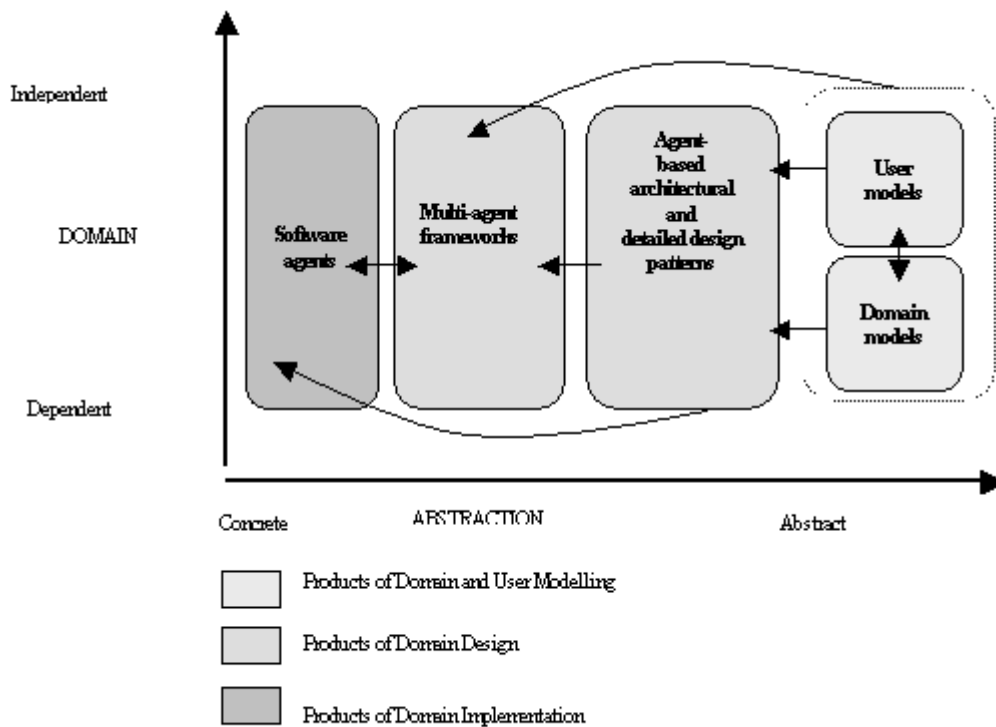 Independent
DOMAIN
Dependent
Software
agents
Multi-agent
frameworks
Agent-
based
architectural
and
detailed design
patterns
User
models
Domain
models
Concrete
ABSTRACTION
Abstract
Products of Domain and User Modelling
Products of Domain Design
Products of Domain Implementation